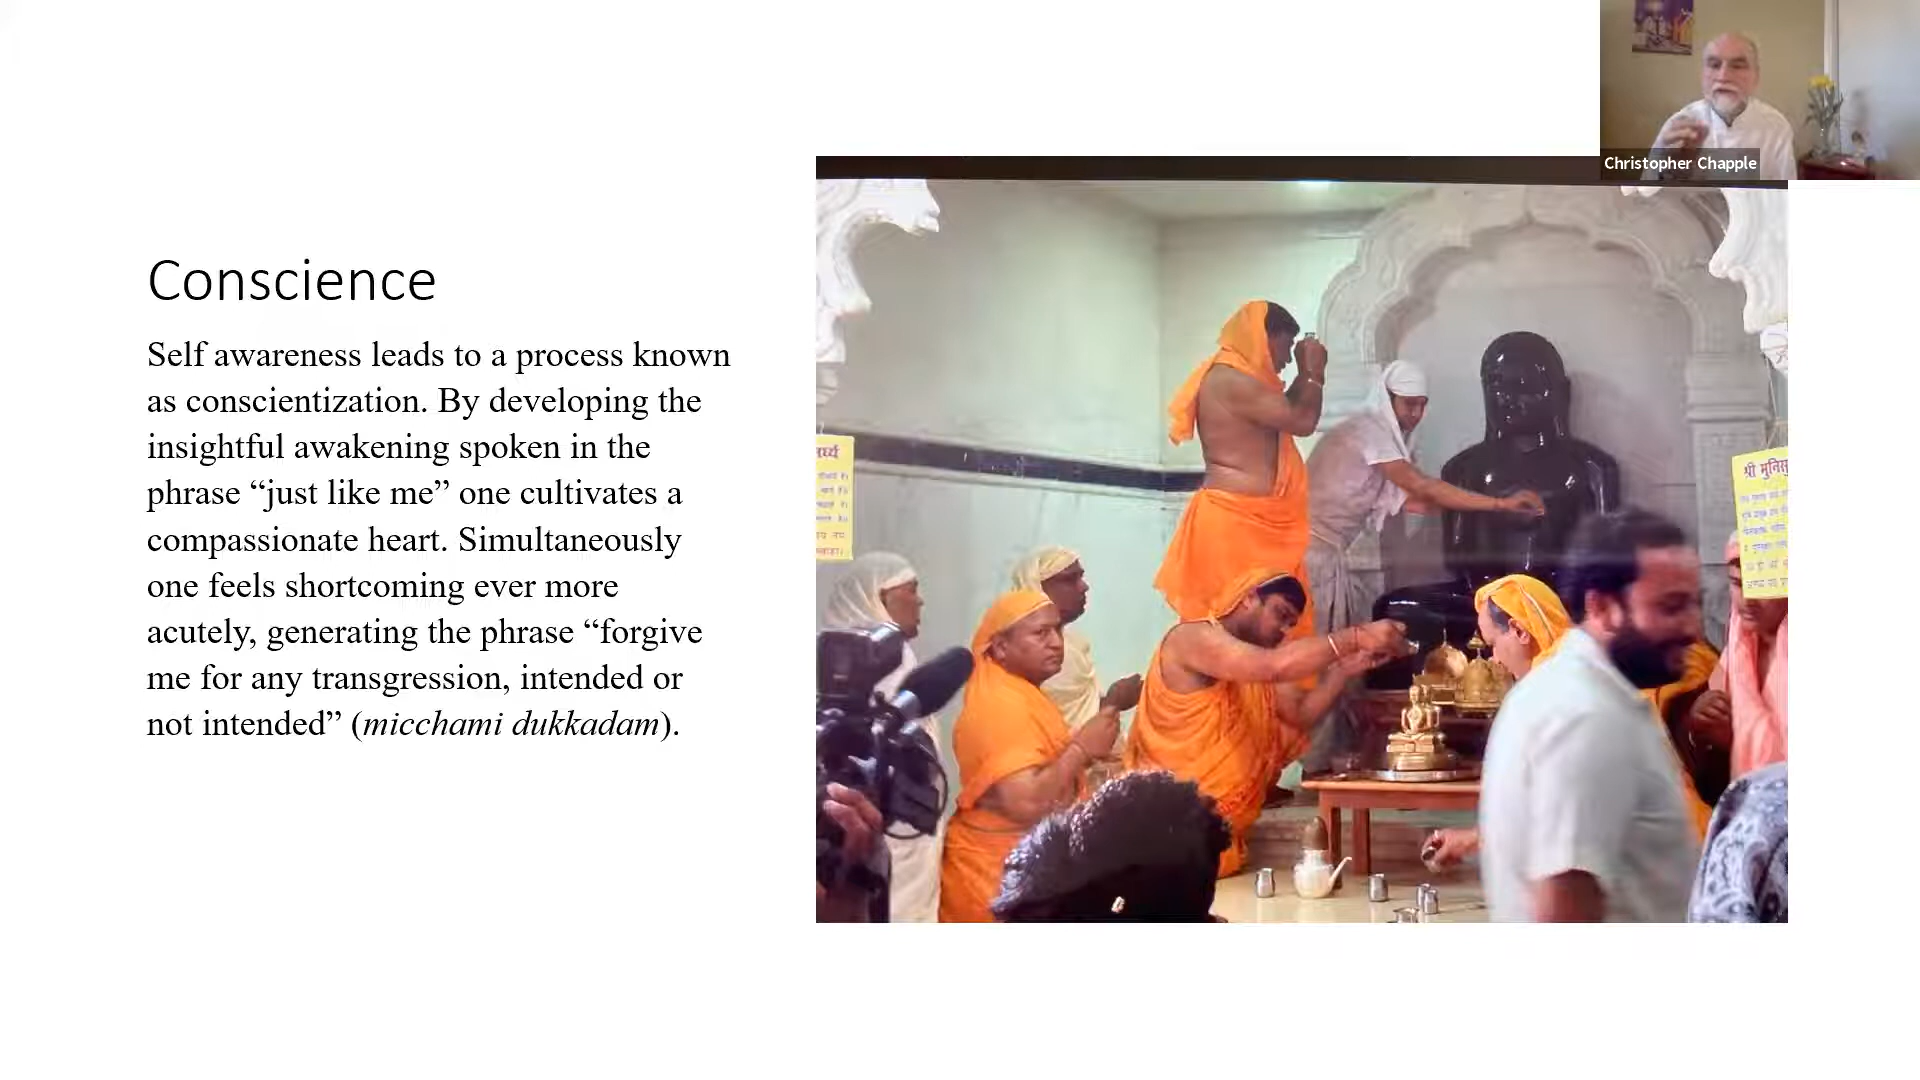 Christopher Chapple
Conscience
Self awareness leads to a process known
as conscientization. By developing the
insightful awakening spoken in the
phrase “just like me” one cultivates a
compassionate heart. Simultaneously
one feels shortcoming ever more
acutely, generating the phrase “forgive
me for any transgression, intended or
not intended” (micchami dukkadam).
श्री मुनिसु